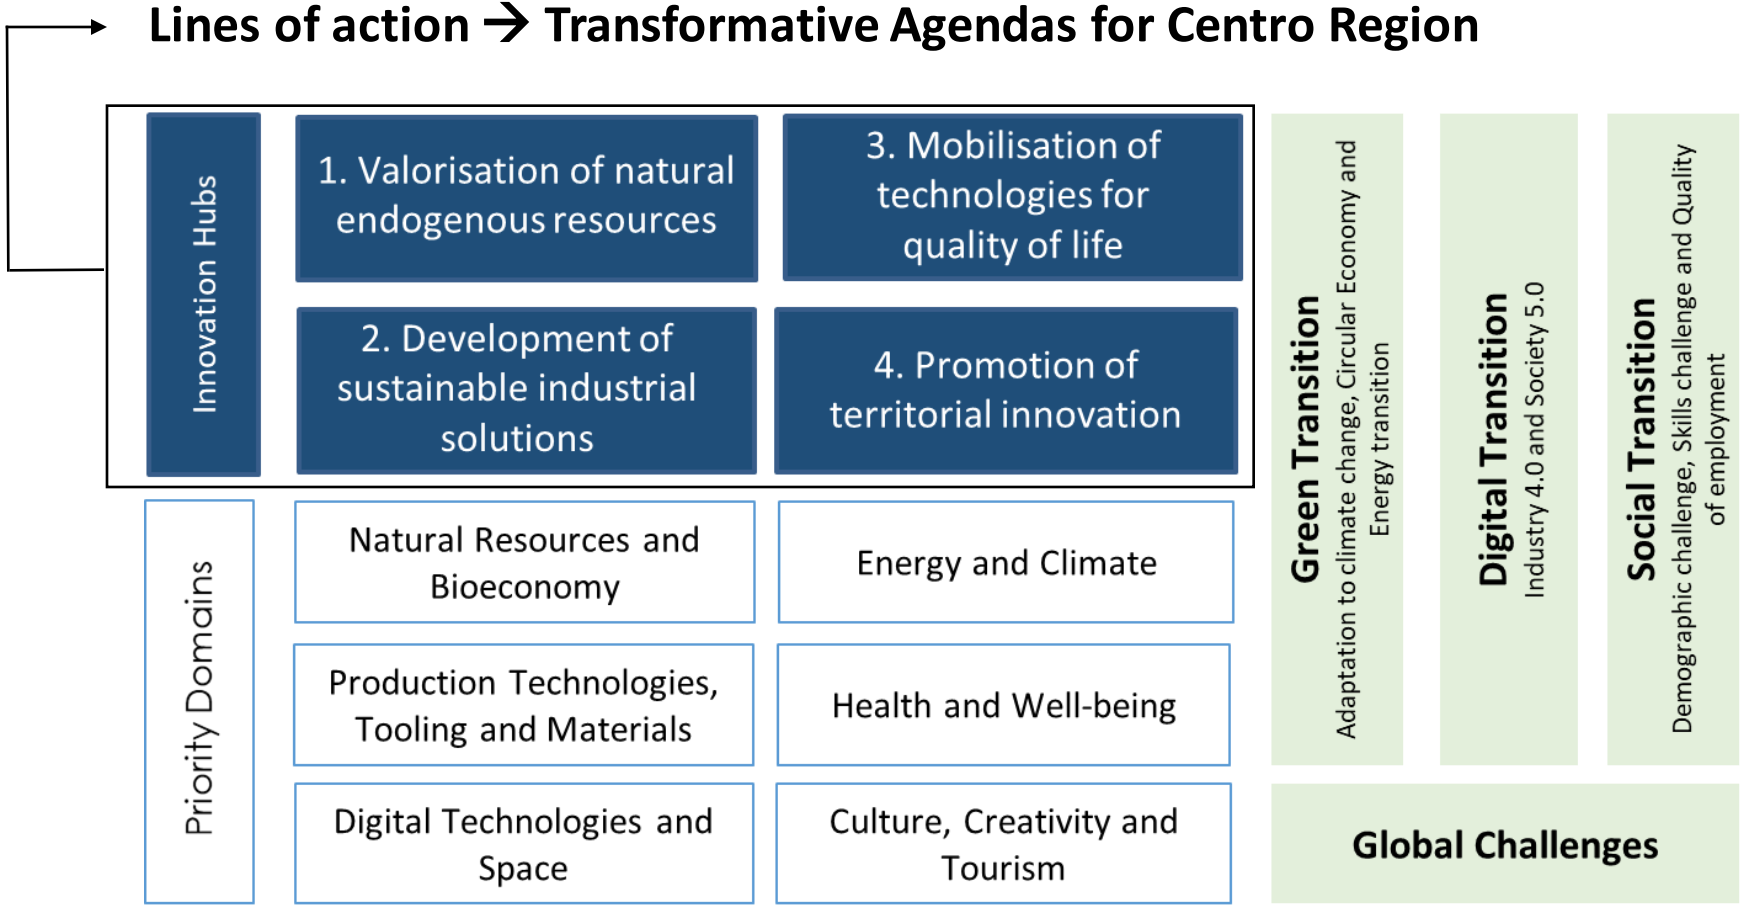 Lines of action → Transformative Agendas for Centro Region
Innovation Hubs
1. Valorisation of natural
endogenous resources
3. Mobilisation of
technologies for
quality of life
2. Development of
sustainable industrial
solutions
4. Promotion of
territorial innovation
Priority Domains
Natural Resources and
Bioeconomy
Energy and Climate
Production Technologies,
Tooling and Materials
Health and Well-being
Digital Technologies and
Space
Culture, Creativity and
Tourism
Green Transition
Adaptation to climate change, Circular Economy and
Energy transition
Digital Transition
Industry 4.0 and Society 5.0
Social Transition
Demographic challenge, Skills challenge and Quality
of employment
Global Challenges